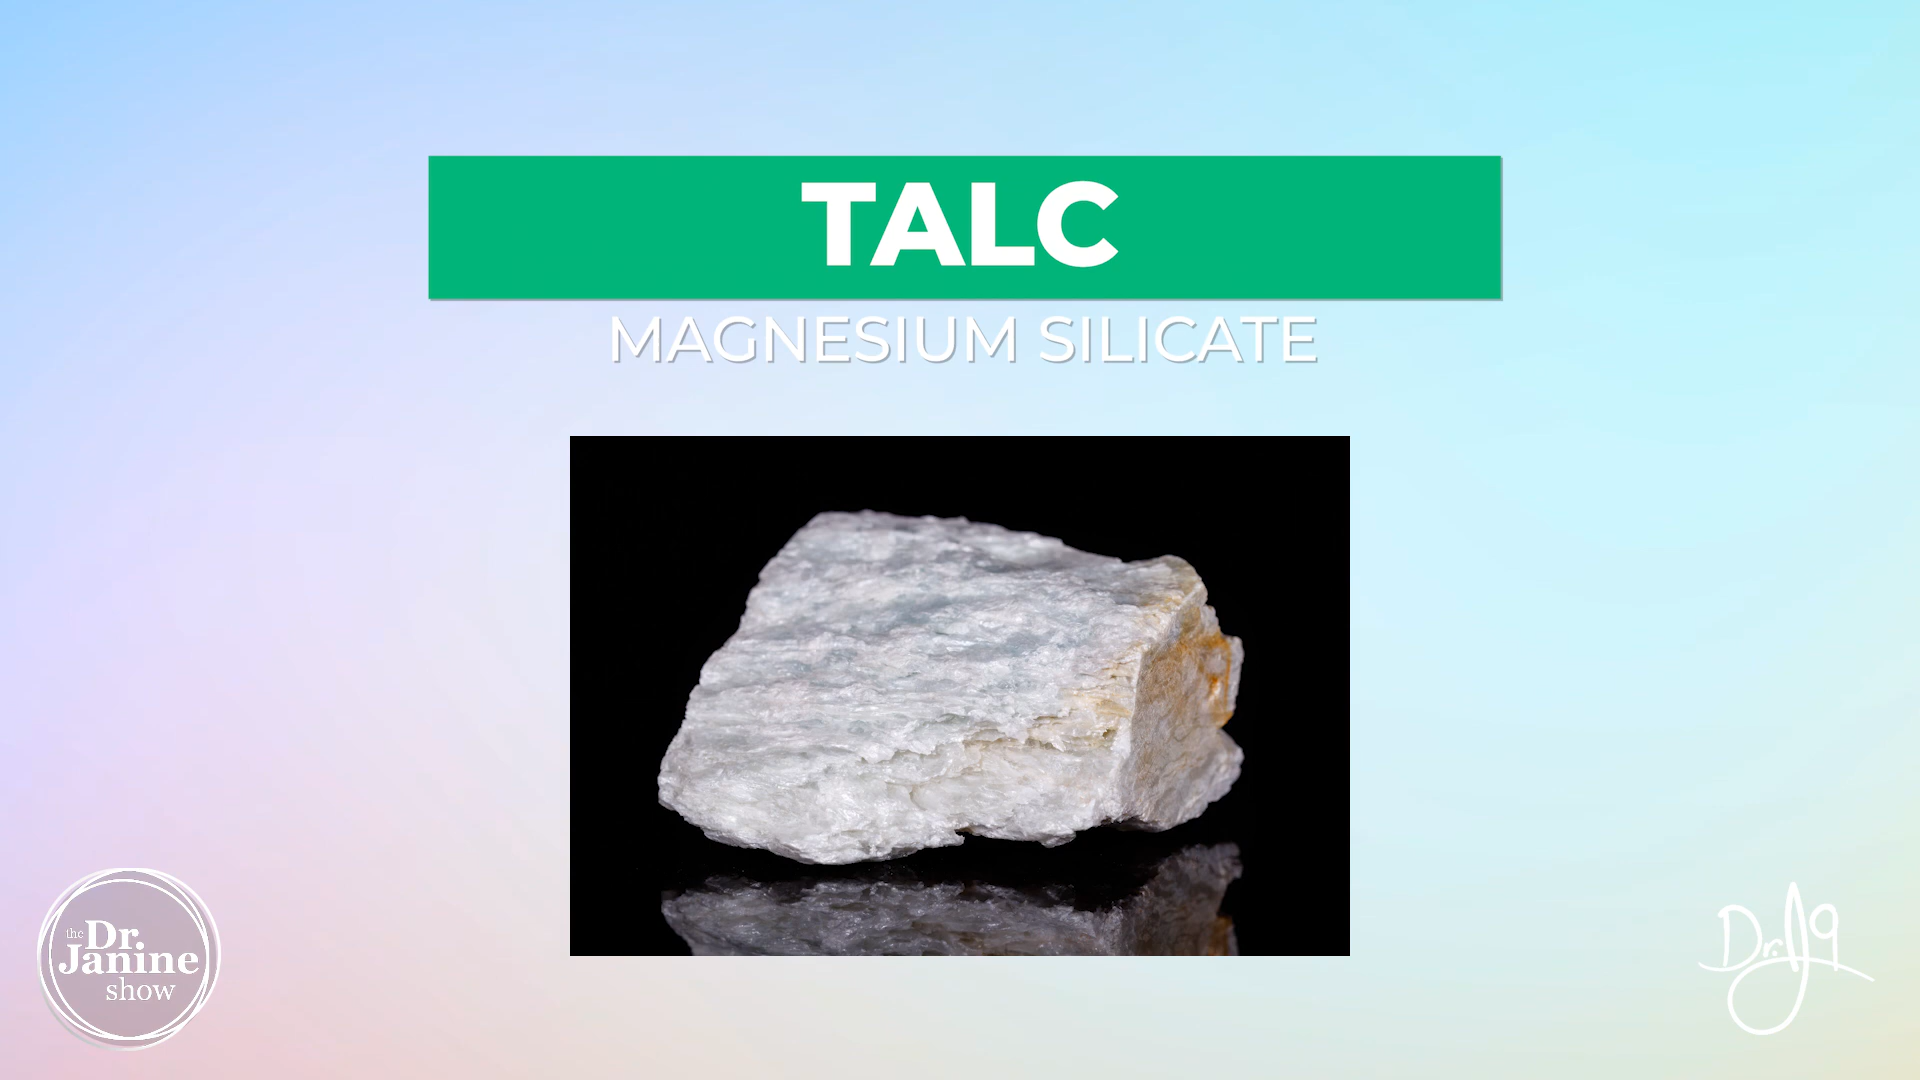 TALC
MAGNESIUM SILICATE
the Dr.
Janine
show